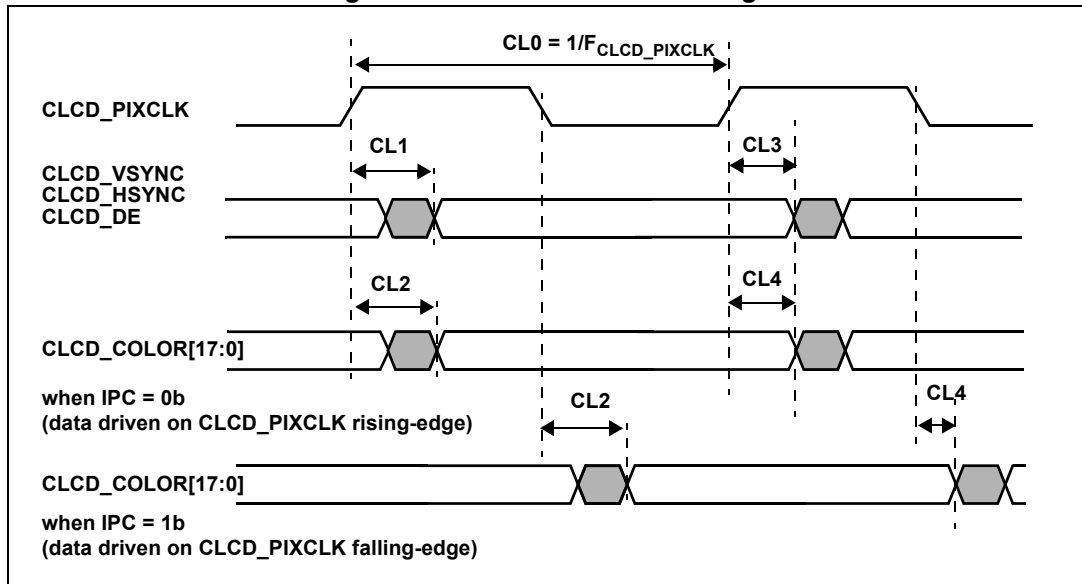 CL0 = 1/FCLCD_PIXCLK
CLCD_PIXCLK
CL1
CL3
CLCD_VSYNC
CLCD_HSYNC
CLCD_DE
CL2
CL4
CLCD_COLOR[17:0]
when IPC = 0b
(data driven on CLCD_PIXCLK rising-edge)
CL2
CL4
CLCD_COLOR[17:0]
when IPC = 1b
(data driven on CLCD_PIXCLK falling-edge)